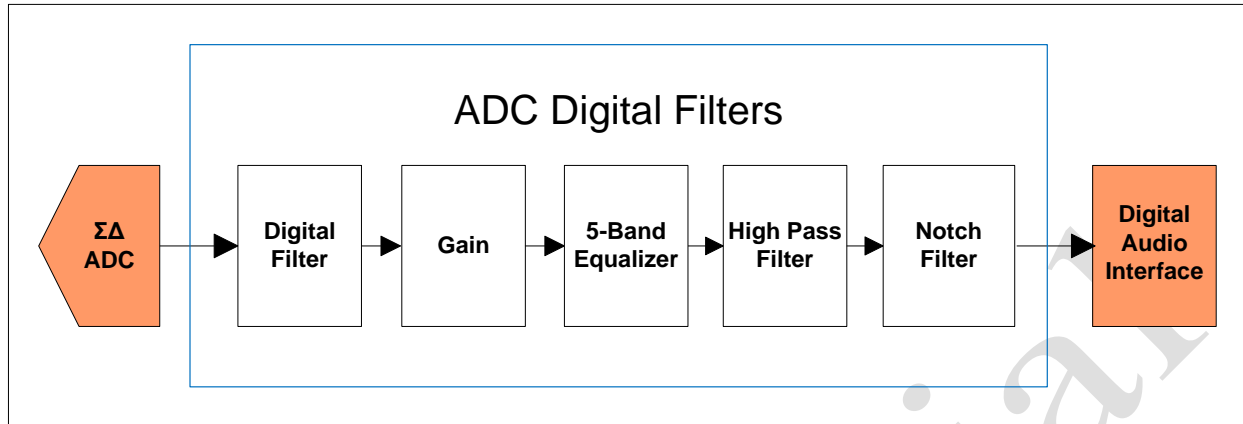 ADC Digital Filters
ΣΔ
ADC
Digital
Filter
Gain
5-Band
Equalizer
High Pass
Filter
Notch
Filter
Digital
Audio
Interface